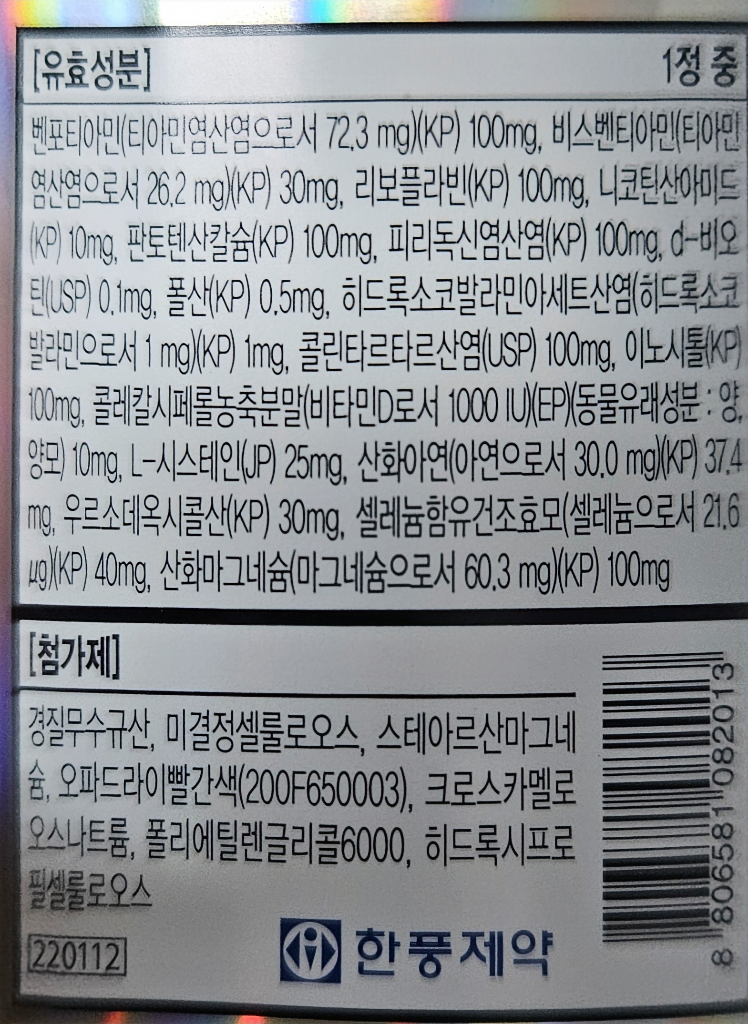 [유효성분] 1정 중
벤포티아민(티아민염산염으로서 72.3 mg)(KP) 100mg, 비스벤티아민(티아민
염산염으로서 26.2 mg)(KP) 30mg, 리보플라빈(KP) 100mg, 니코틴산아미드
(KP) 10mg, 판토텐산칼슘(KP) 100mg, 피리독신염산염(KP) 100mg, d-비오
틴(USP) 0.1mg, 폴산(KP) 0.5mg, 히드록소코발라민아세트산염(히드록소코
발라민으로서 1 mg)(KP) 1mg, 콜린타르타르산염(USP) 100mg, 이노시톨(KP)
100mg, 콜레칼시페롤농축분말(비타민D로서 1000 IU)(EP)(동물유래성분 : 양,
양모) 10mg, L-시스테인(JP) 25mg, 산화아연(아연으로서 30.0 mg)(KP) 37.4
mg, 우르소데옥시콜산(KP) 30mg, 셀레늄함유건조효모(셀레늄으로서 21.6
μg)(KP) 40mg, 산화마그네슘(마그네슘으로서 60.3 mg)(KP) 100mg
[첨가제]
경질무수규산, 미결정셀룰로오스, 스테아르산마그네
슘, 오파드라이빨간색(200F650003), 크로스카멜로
오스나트륨, 폴리에틸렌글리콜6000, 히드록시프로
필셀룰로오스
220112
한풍제약
8 806581 082013